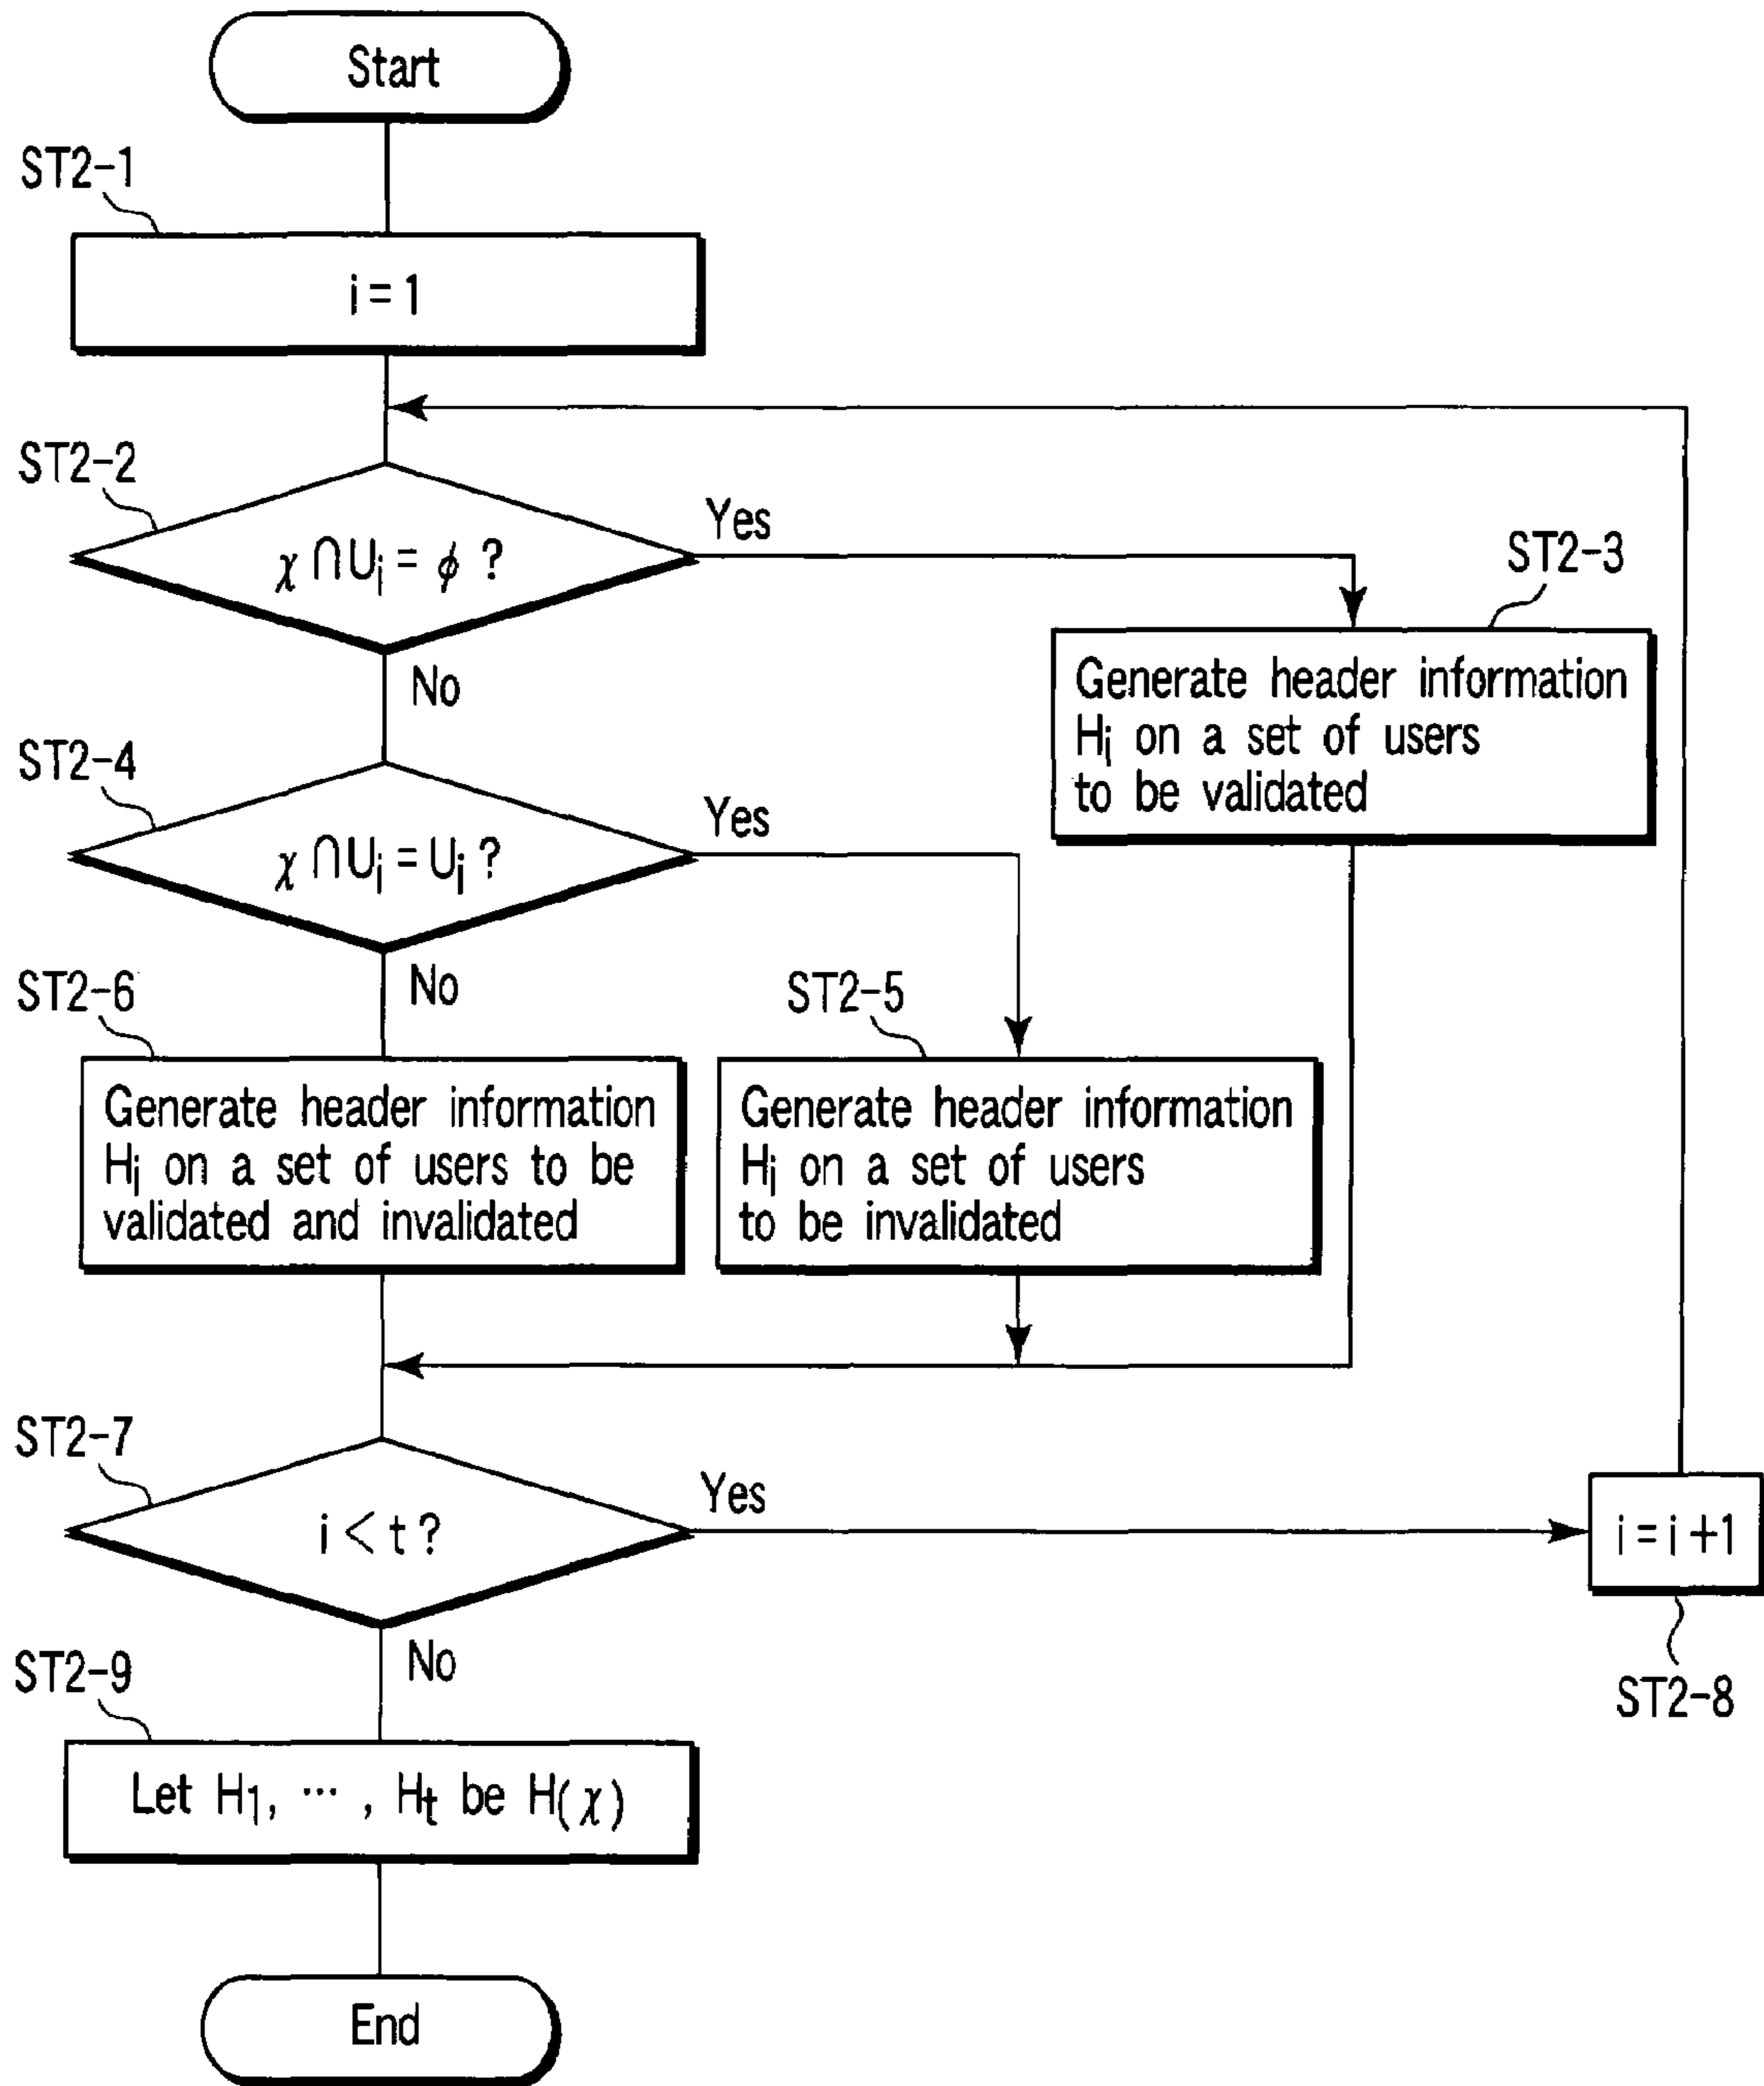 Start
ST2-1
i = 1
ST2-2
χ ∩ Ui = ϕ ?
Yes
No
ST2-3
Generate header information
Hi on a set of users
to be validated
ST2-4
χ ∩ Ui = Ui ?
Yes
No
ST2-6
Generate header information
Hi on a set of users to be
validated and invalidated
ST2-5
Generate header information
Hi on a set of users
to be invalidated
ST2-7
i < t ?
Yes
i = i +1
ST2-8
No
ST2-9
Let H1, ··· , Ht be H(χ)
End